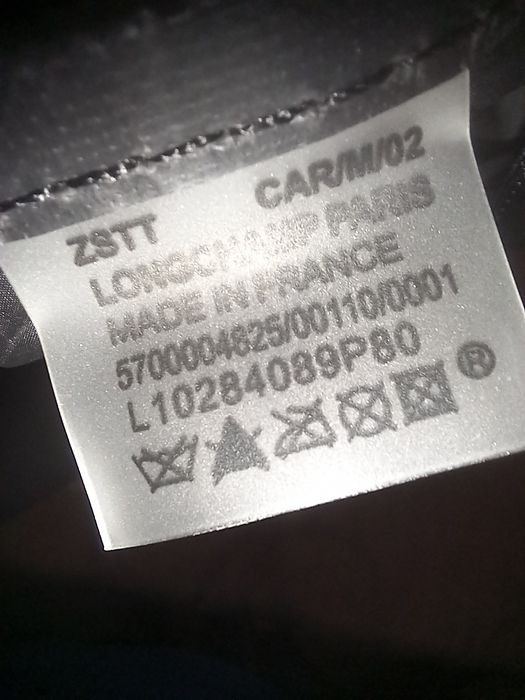 ZSTT CAR/M/02
LONGCHAMP PARIS
MADE IN FRANCE
5700004625/00110/0001
L10284089P80
®